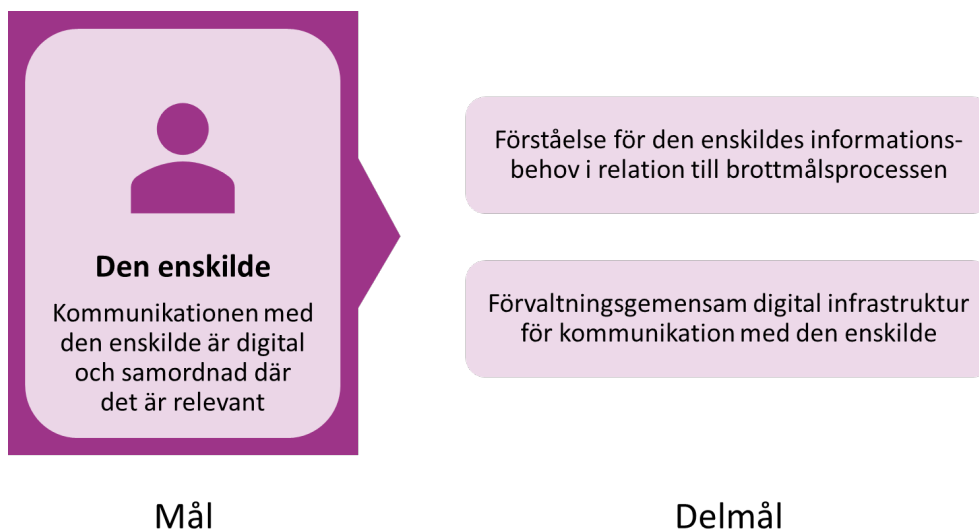 Den enskilde
Kommunikationen med
den enskilde är digital
och samordnad där
det är relevant
Förståelse för den enskildes informations-
behov i relation till brottmålsprocessen
Förvaltningsgemensam digital infrastruktur
för kommunikation med den enskilde
Mål
Delmål